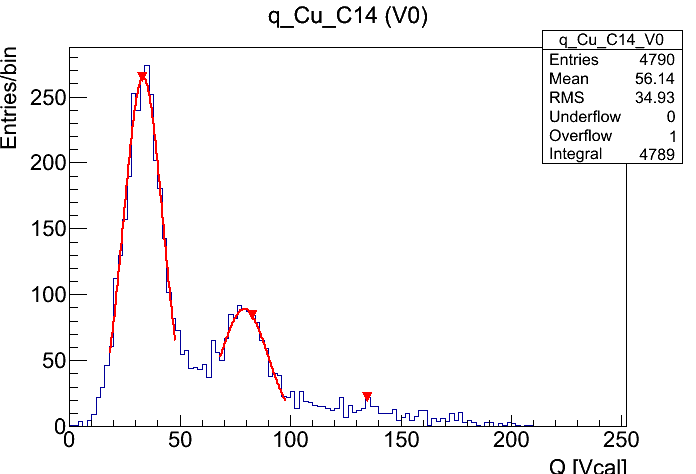 q_Cu_C14 (V0)
q_Cu_C14_V0
Entries 4790
Mean 56.14
RMS 34.93
Underflow 0
Overflow 1
Integral 4789
Entries/bin
250
200
150
100
50
0
0 50 100 150 200 250
Q [Vcal]